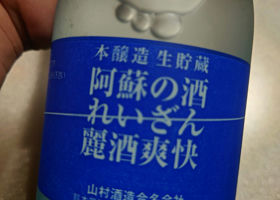 本醸造 生貯蔵
阿蘇の酒
れいざん
麗酒爽快
山村酒造合名会社